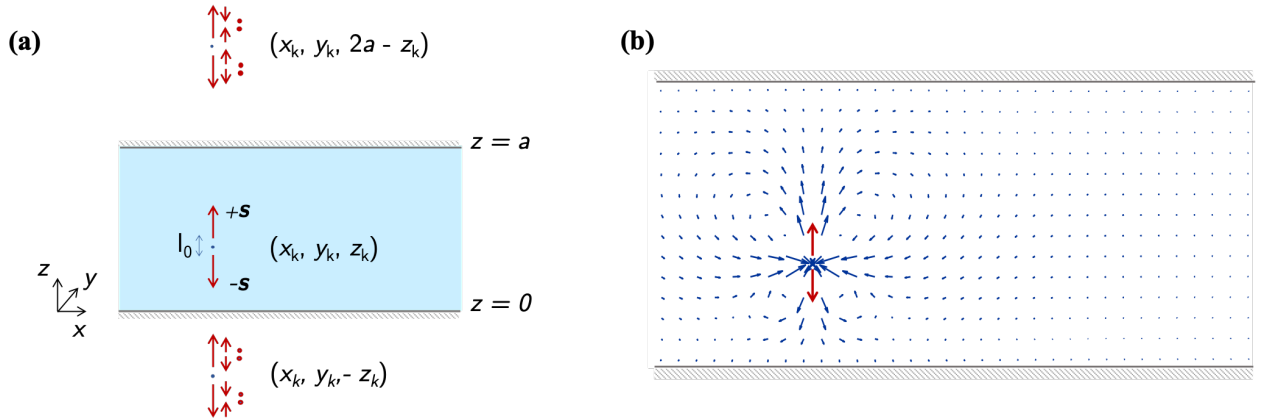 (a)
(xk, yk, 2a - zk)
z = a
+s
l0
(xk, yk, zk)
-s
z
y
x
z = 0
(xk, yk,- zk)
(b)